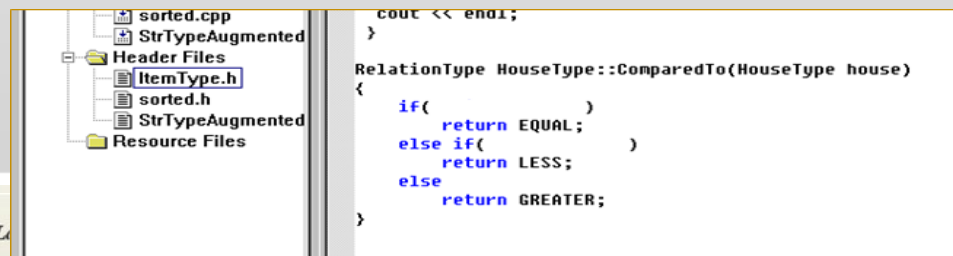 sorted.cpp
StrTypeAugmented
Header Files
ItemType.h
sorted.h
StrTypeAugmented
Resource Files
cout << endl;
}
RelationType HouseType::ComparedTo(HouseType house)
{
if( )
return EQUAL;
else if( )
return LESS;
else
return GREATER;
}